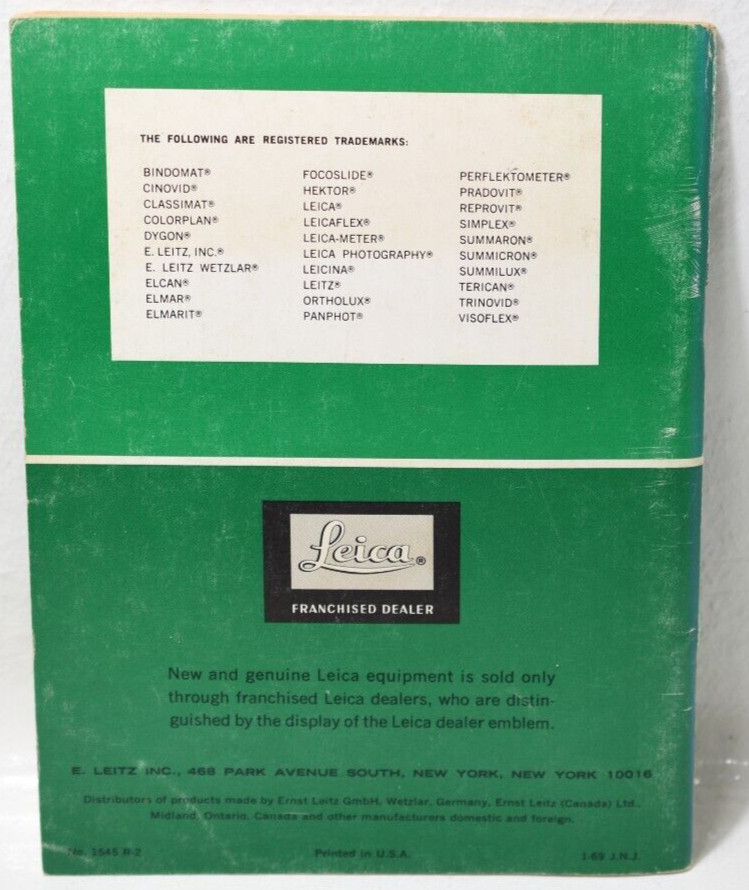 THE FOLLOWING ARE REGISTERED TRADEMARKS:
BINDOMAT®
CINOVID®
CLASSIMAT®
COLORPLAN®
DYGON®
E. LEITZ, INC.®
E. LEITZ WETZLAR®
ELCAN®
ELMAR®
ELMARIT®
FOCOSLIDE®
HEKTOR®
LEICA®
LEICAFLEX®
LEICA-METER®
LEICA PHOTOGRAPHY®
LEICINA®
LEITZ®
ORTHOLUX®
PANPHOT®
PERFLEKTOMETER®
PRADOVIT®
REPROVIT®
SIMPLEX®
SUMMARON®
SUMMICRON®
SUMMILUX®
TERICAN®
TRINOVID®
VISOFLEX®
Leica®
FRANCHISED DEALER
New and genuine Leica equipment is sold only
through franchised Leica dealers, who are distin-
guished by the display of the Leica dealer emblem.
E. LEITZ INC., 468 PARK AVENUE SOUTH, NEW YORK, NEW YORK 10016
Distributors of products made by Ernst Leitz GmbH, Wetzlar, Germany, Ernst Leitz (Canada) Ltd.,
Midland, Ontario, Canada and other manufacturers domestic and foreign.
No. 1545 R-2 Printed in U.S.A. 1-69 J.N.J.